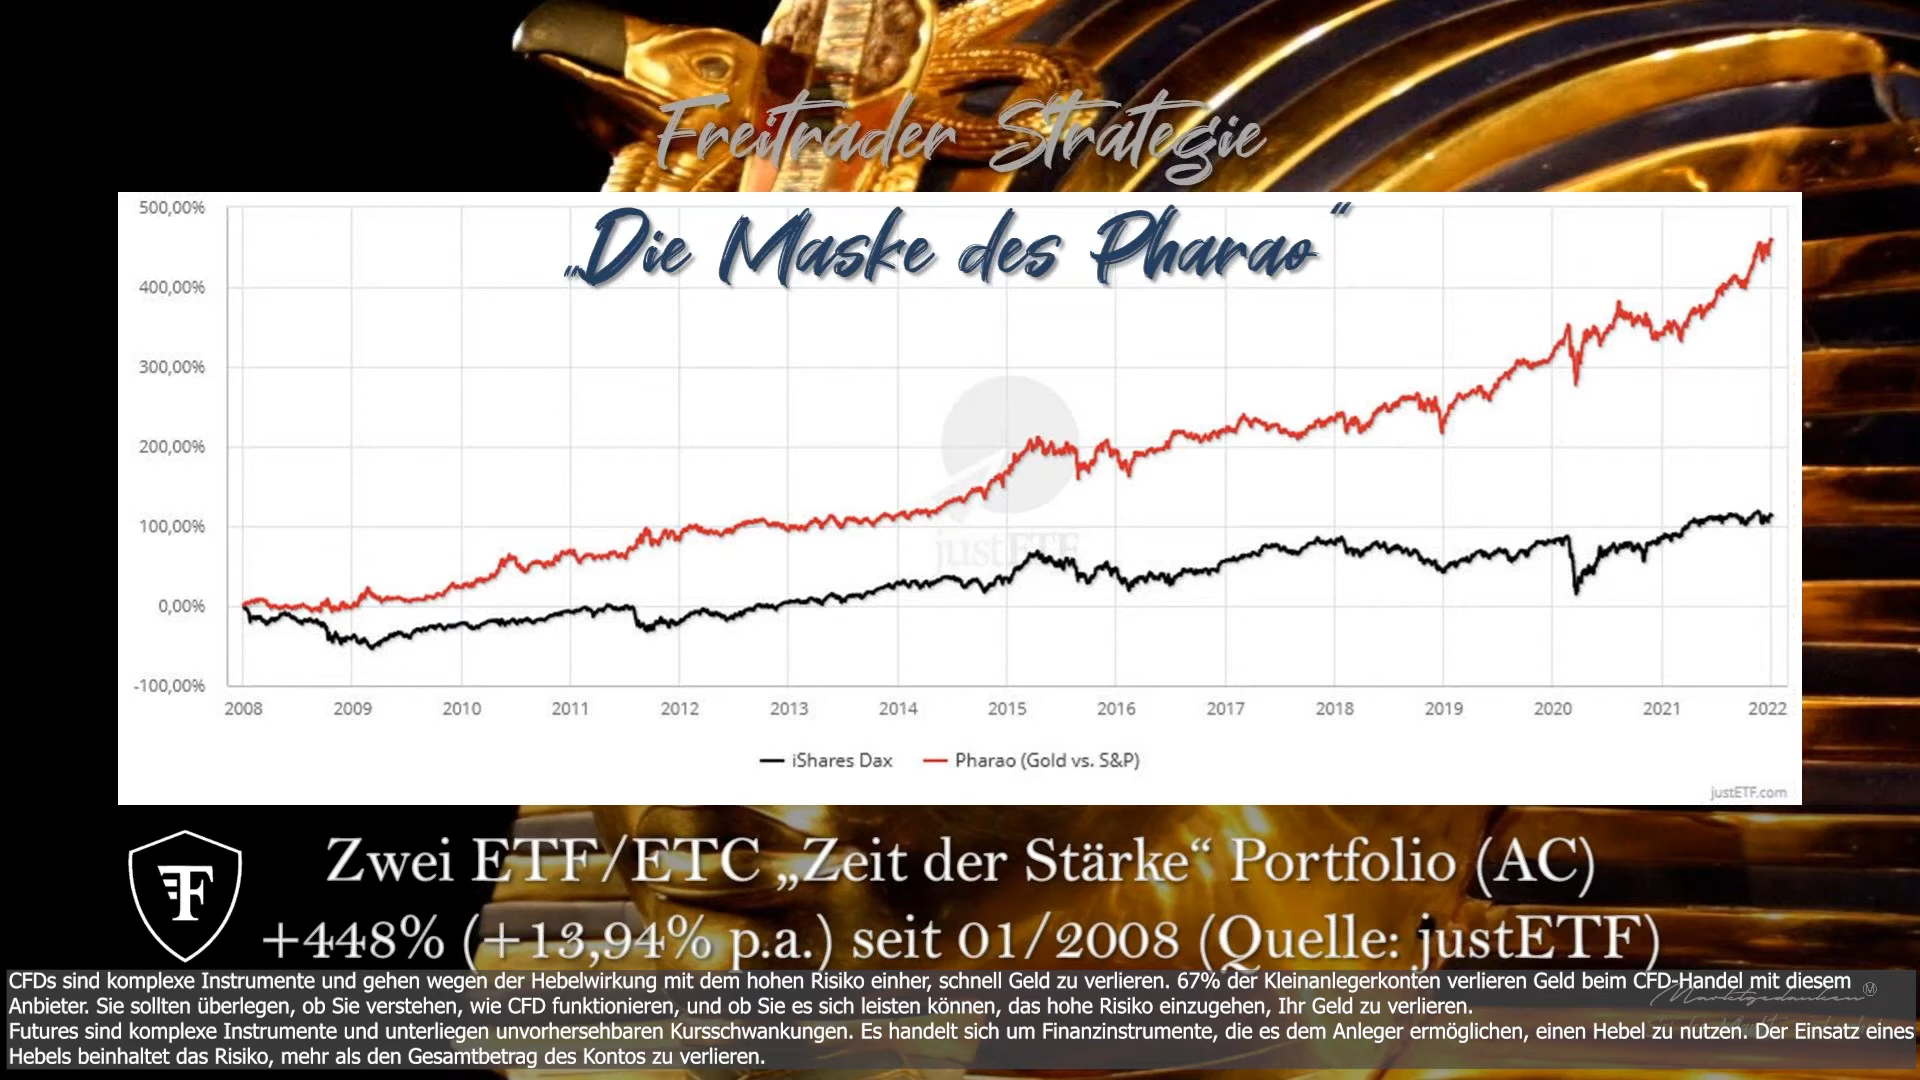 Freitrader Strategie
„Die Maske des Pharao“
500,00%
400,00%
300,00%
200,00%
100,00%
0,00%
-100,00%
justETF
2008 2009 2010 2011 2012 2013 2014 2015 2016 2017 2018 2019 2020 2021 2022
iShares Dax Pharao (Gold vs. S&P)
justETF.com
F
Zwei ETF/ETC „Zeit der Stärke“ Portfolio (AC)
+448% (+13,94% p.a.) seit 01/2008 (Quelle: justETF)
CFDs sind komplexe Instrumente und gehen wegen der Hebelwirkung mit dem hohen Risiko einher, schnell Geld zu verlieren. 67% der Kleinanlegerkonten verlieren Geld beim CFD-Handel mit diesem
Anbieter. Sie sollten überlegen, ob Sie verstehen, wie CFD funktionieren, und ob Sie es sich leisten können, das hohe Risiko einzugehen, Ihr Geld zu verlieren.
Marktgedanken Ⓜ
Futures sind komplexe Instrumente und unterliegen unvorhersehbaren Kursschwankungen. Es handelt sich um Finanzinstrumente, die es dem Anleger ermöglichen, einen Hebel zu nutzen. Der Einsatz eines
Hebels beinhaltet das Risiko, mehr als den Gesamtbetrag des Kontos zu verlieren.